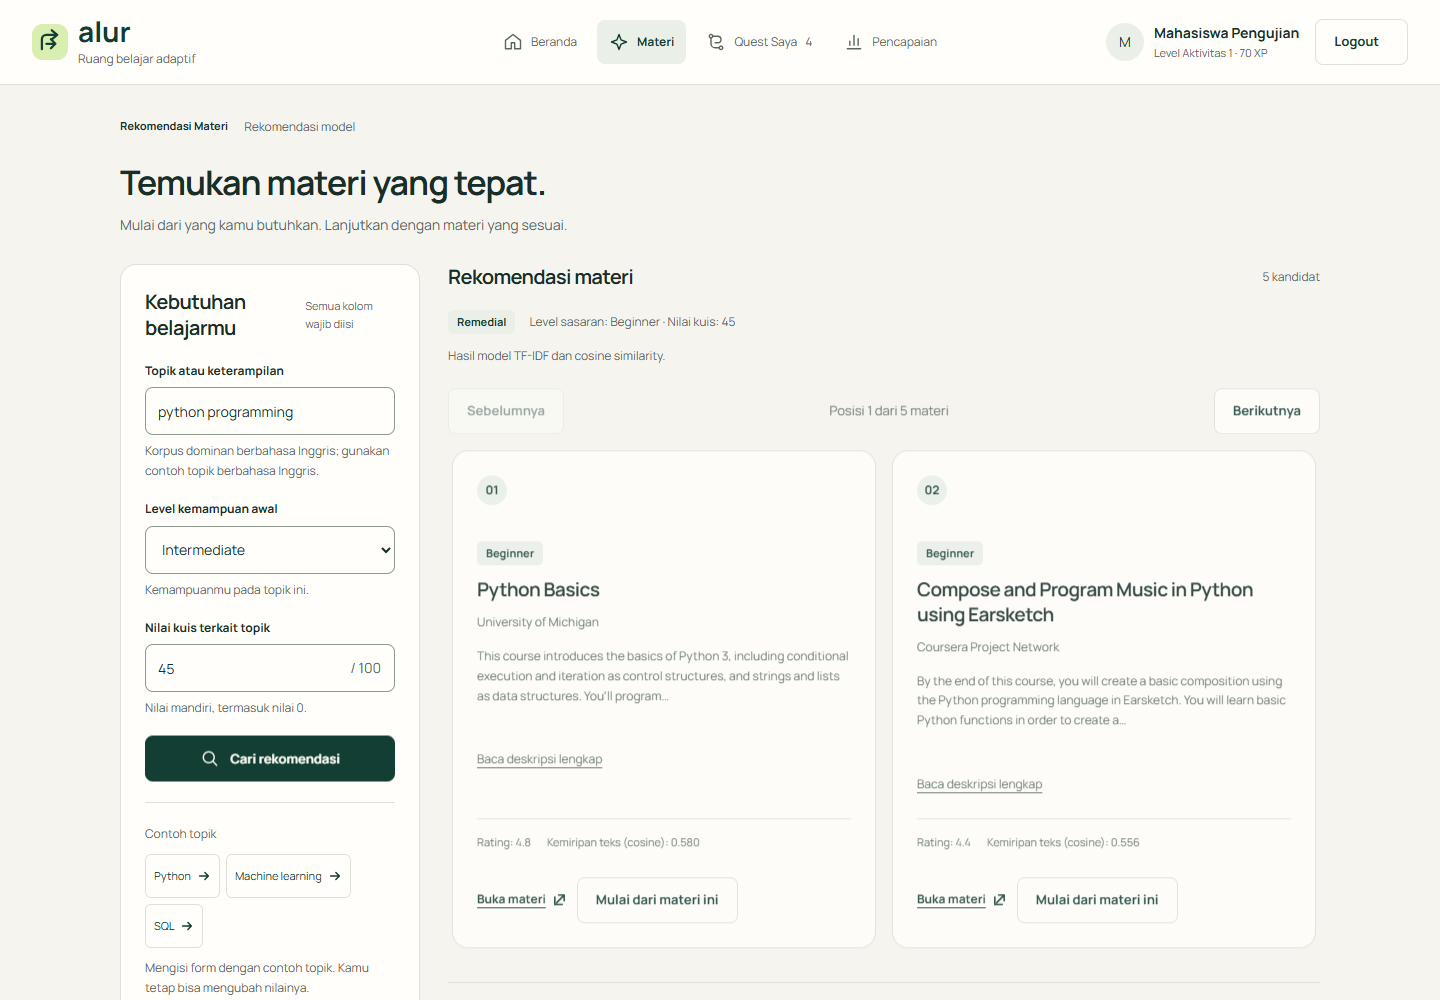 alur
Ruang belajar adaptif
Beranda
Materi
Quest Saya 4
Pencapaian
M
Mahasiswa Pengujian
Level Aktivitas 1 · 70 XP
Logout
Rekomendasi Materi
Rekomendasi model
Temukan materi yang tepat.
Mulai dari yang kamu butuhkan. Lanjutkan dengan materi yang sesuai.
Kebutuhan
belajarmu
Semua kolom
wajib diisi
Topik atau keterampilan
python programming
Korpus dominan berbahasa Inggris; gunakan
contoh topik berbahasa Inggris.
Level kemampuan awal
Intermediate
Kemampuanmu pada topik ini.
Nilai kuis terkait topik
45
/ 100
Nilai mandiri, termasuk nilai 0.
Cari rekomendasi
Contoh topik
Python
Machine learning
SQL
Mengisi form dengan contoh topik. Kamu
tetap bisa mengubah nilainya.
Rekomendasi materi
5 kandidat
Remedial
Level sasaran: Beginner · Nilai kuis: 45
Hasil model TF-IDF dan cosine similarity.
Sebelumnya
Posisi 1 dari 5 materi
Berikutnya
01
Beginner
Python Basics
University of Michigan
This course introduces the basics of Python 3, including conditional
execution and iteration as control structures, and strings and lists
as data structures. You'll program...
Baca deskripsi lengkap
Rating: 4.8
Kemiripan teks (cosine): 0.580
Buka materi
Mulai dari materi ini
02
Beginner
Compose and Program Music in Python
using Earsketch
Coursera Project Network
By the end of this course, you will create a basic composition using
the Python programming language in Earsketch. You will learn basic
Python functions in order to create a...
Baca deskripsi lengkap
Rating: 4.4
Kemiripan teks (cosine): 0.556
Buka materi
Mulai dari materi ini